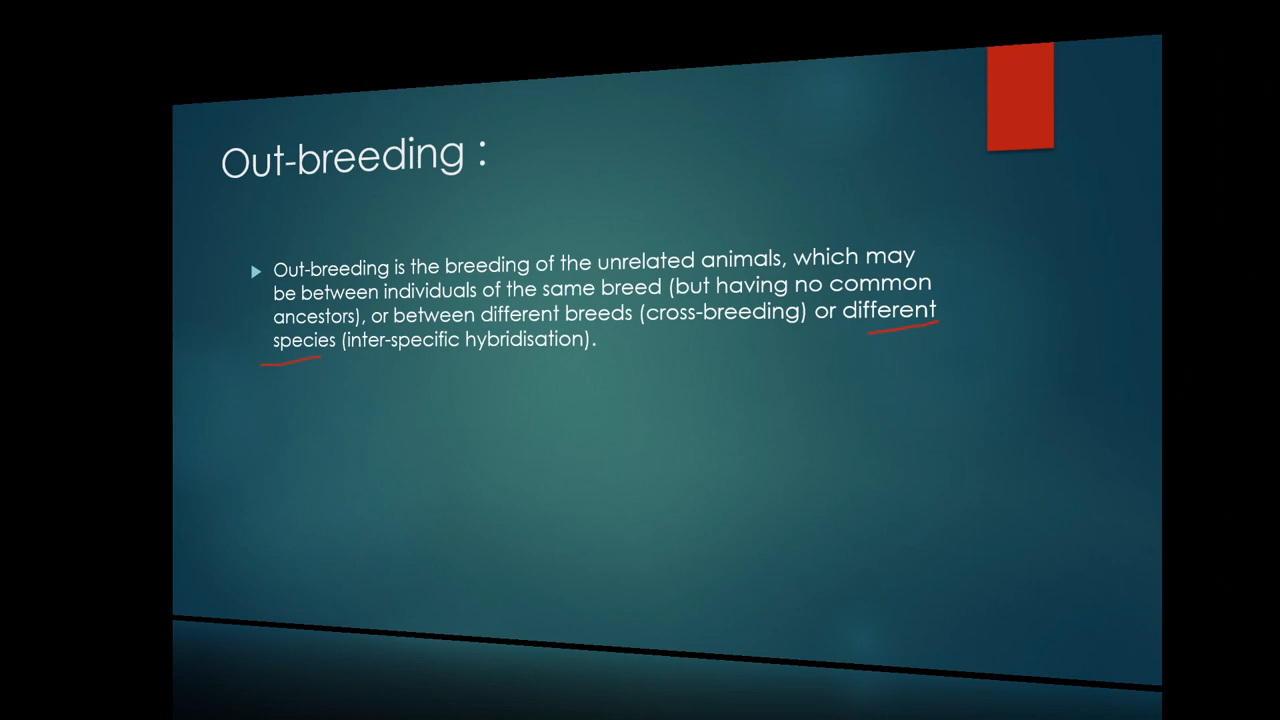 Out-breeding :
Out-breeding is the breeding of the unrelated animals, which may
be between individuals of the same breed (but having no common
ancestors), or between different breeds (cross-breeding) or different
species (inter-specific hybridisation).